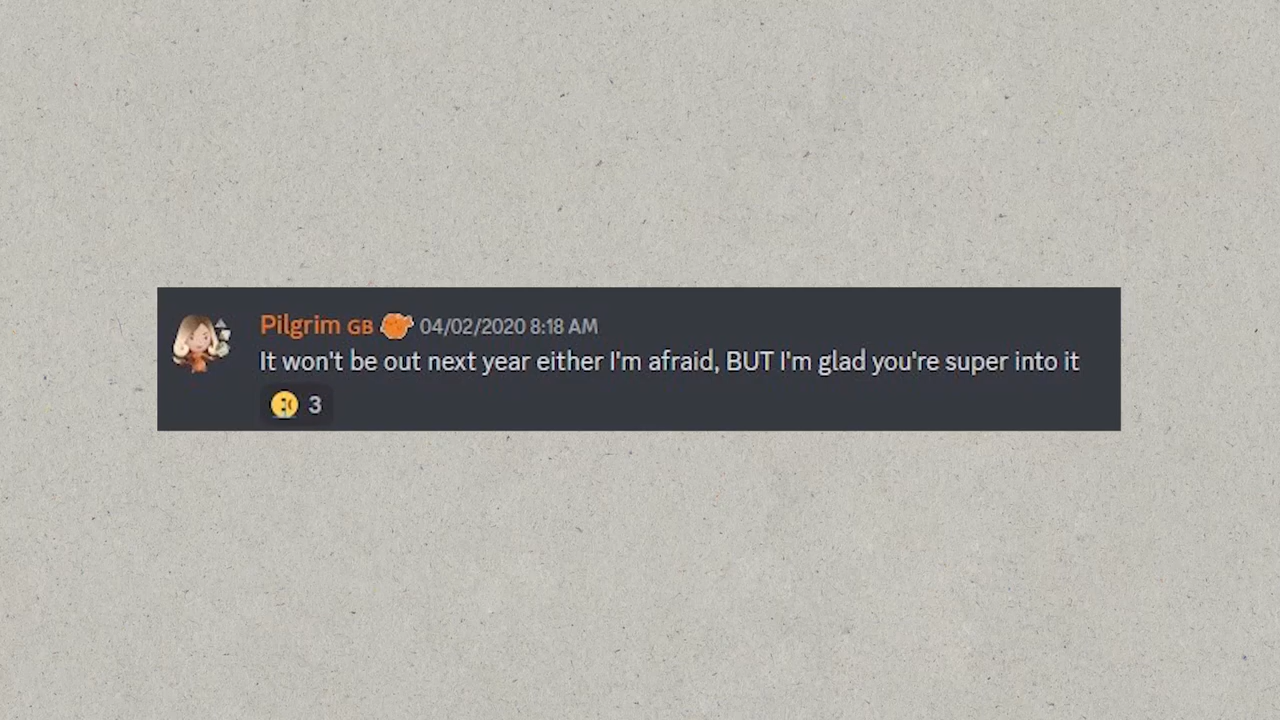 Pilgrim GB 04/02/2020 8:18 AM
It won't be out next year either I'm afraid, BUT I'm glad you're super into it
3